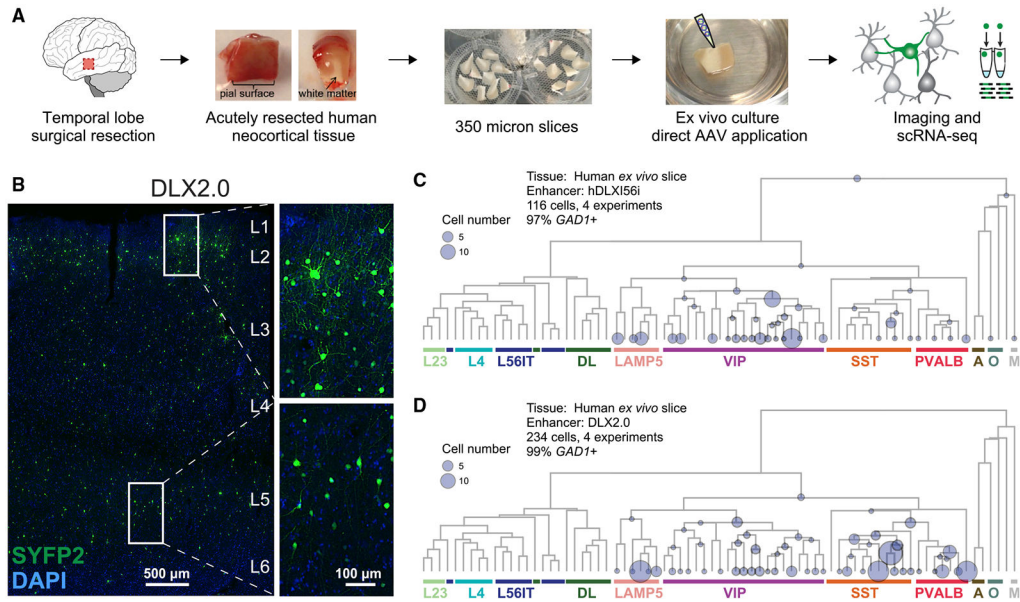 A
pial surface
white matter
Temporal lobe
surgical resection
Acutely resected human
neocortical tissue
350 micron slices
Ex vivo culture
direct AAV application
Imaging and
scRNA-seq
B
DLX2.0
L1
L2
L3
L4
L5
L6
SYFP2
DAPI
500 µm
100 µm
C
Tissue: Human ex vivo slice
Enhancer: hDLXI56i
116 cells, 4 experiments
97% GAD1+
Cell number
5
10
L23 L4 L56IT DL LAMP5 VIP SST PVALB A O M
D
Tissue: Human ex vivo slice
Enhancer: DLX2.0
234 cells, 4 experiments
99% GAD1+
Cell number
5
10
L23 L4 L56IT DL LAMP5 VIP SST PVALB A O M